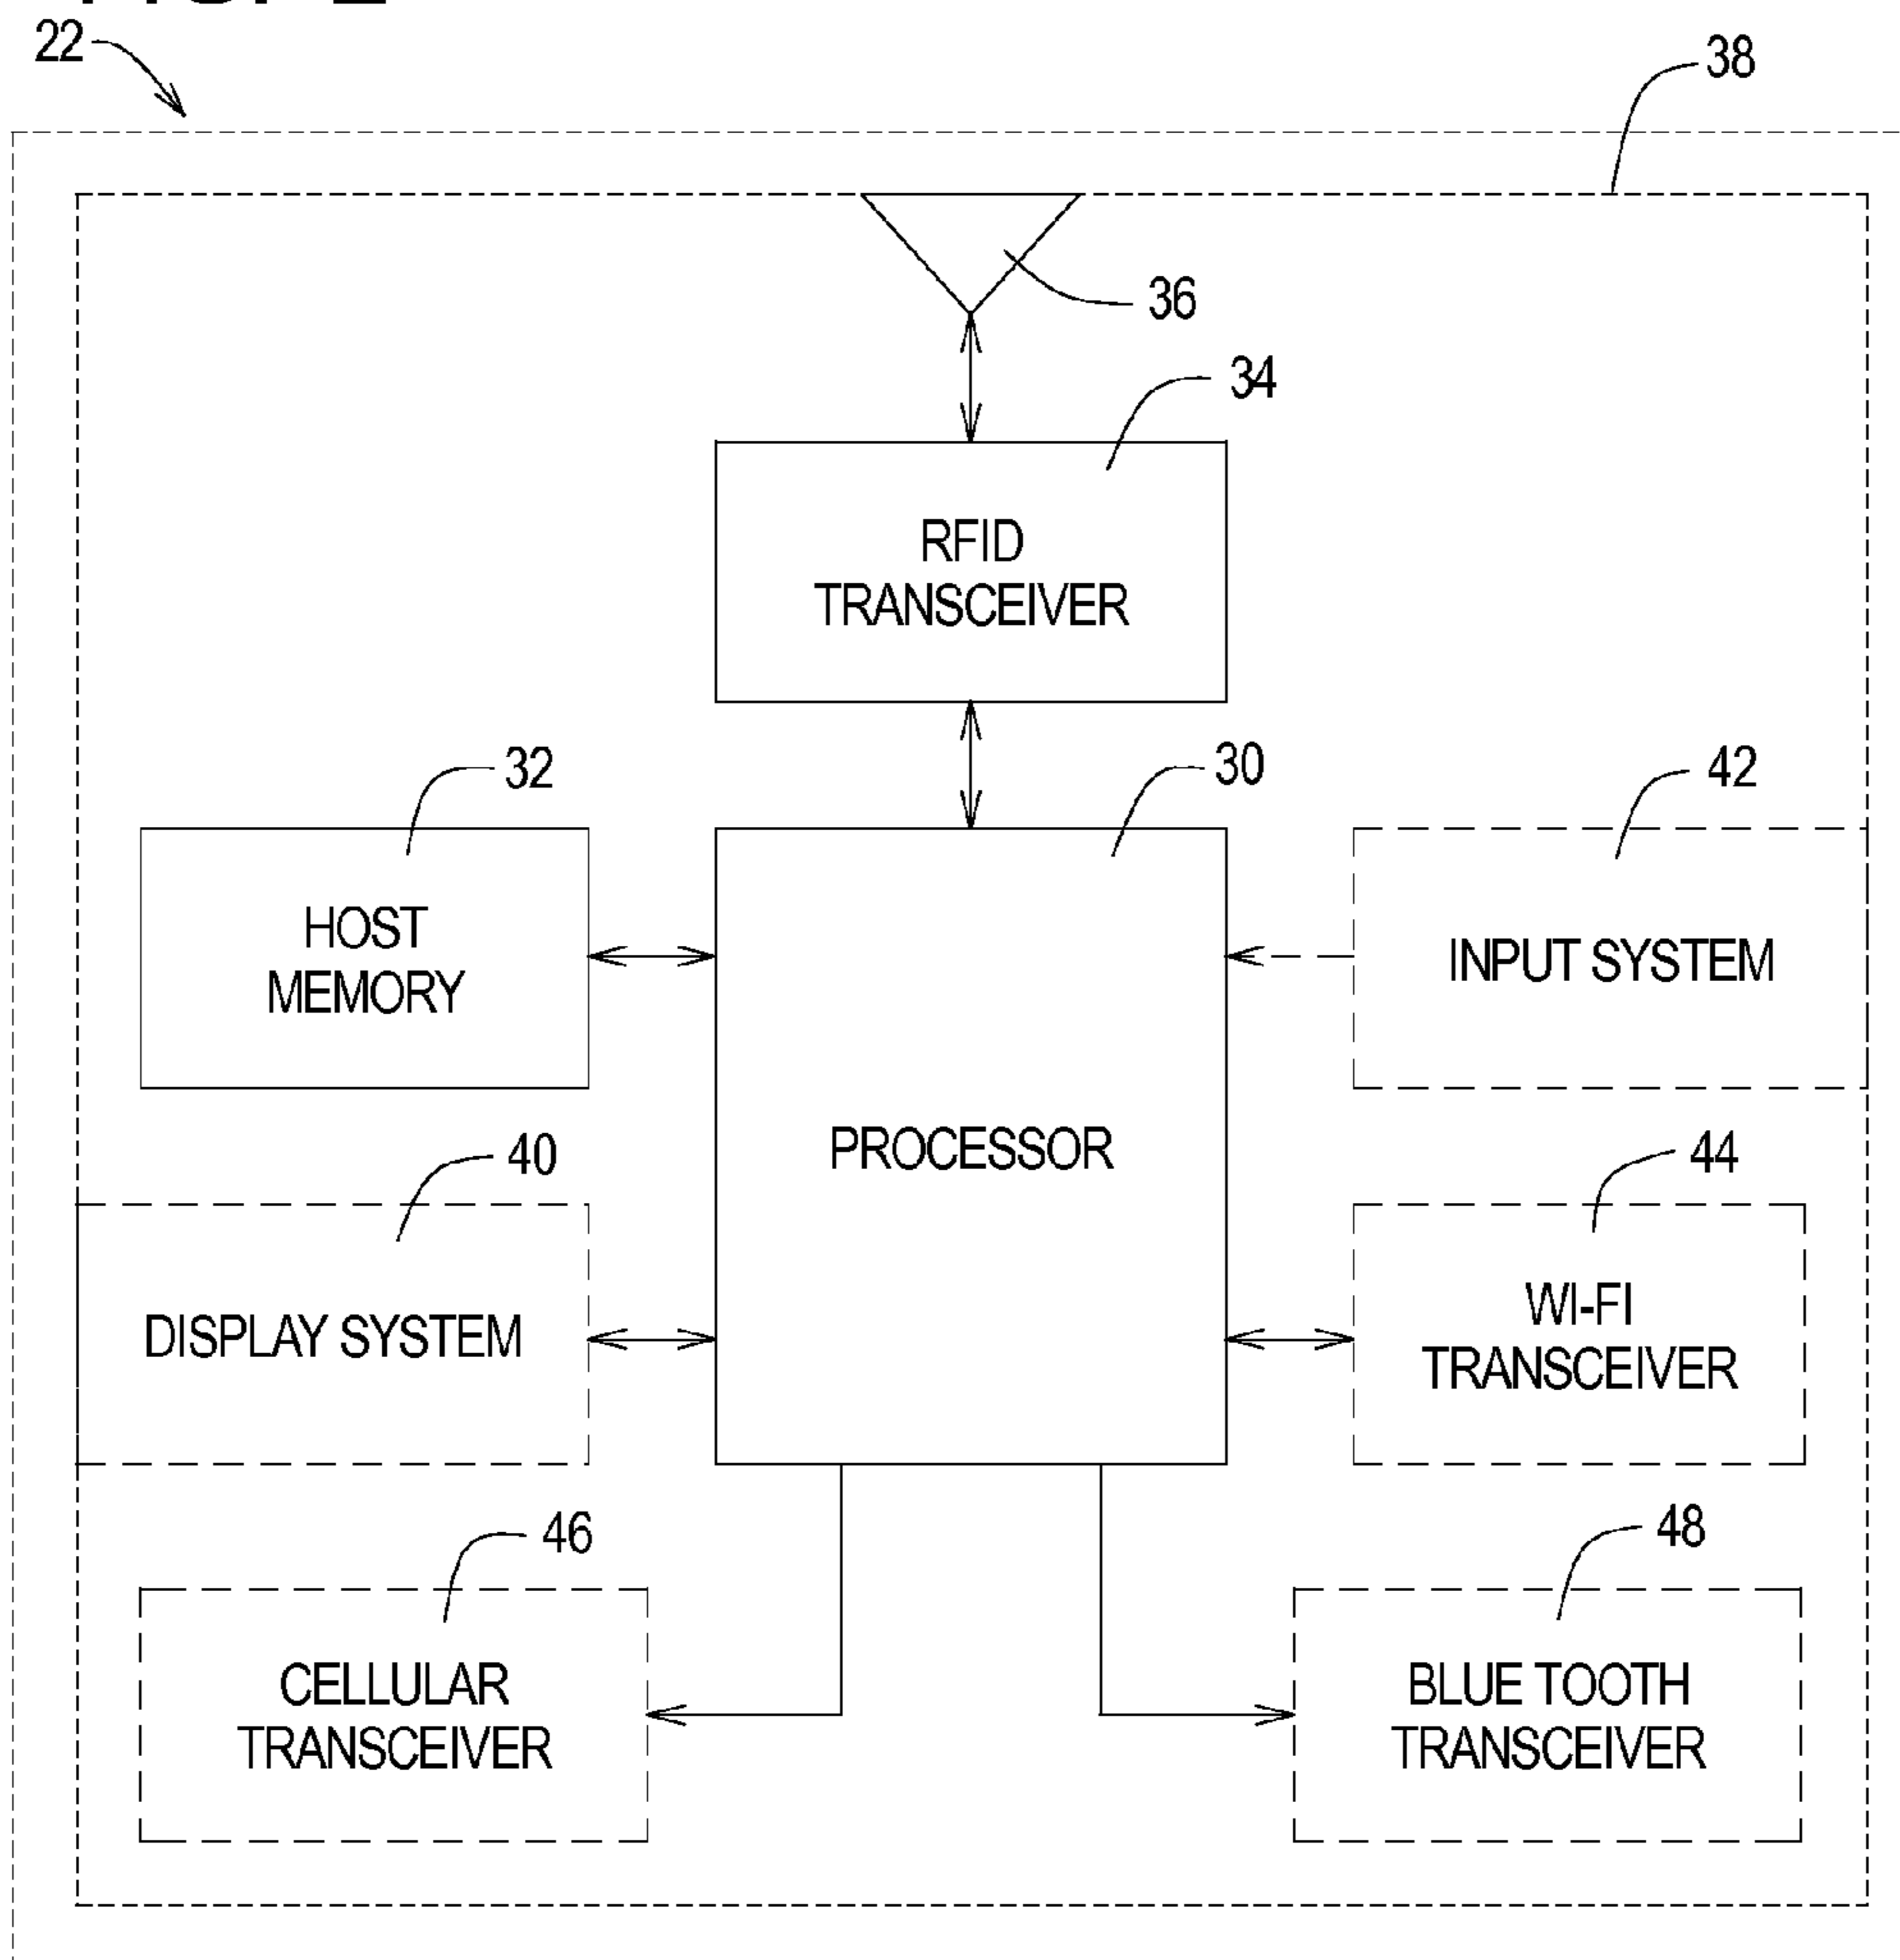 22
38
36
34
RFID
TRANSCEIVER
32
30
42
HOST
MEMORY
INPUT SYSTEM
PROCESSOR
40
44
DISPLAY SYSTEM
WI-FI
TRANSCEIVER
46
48
CELLULAR
TRANSCEIVER
BLUE TOOTH
TRANSCEIVER